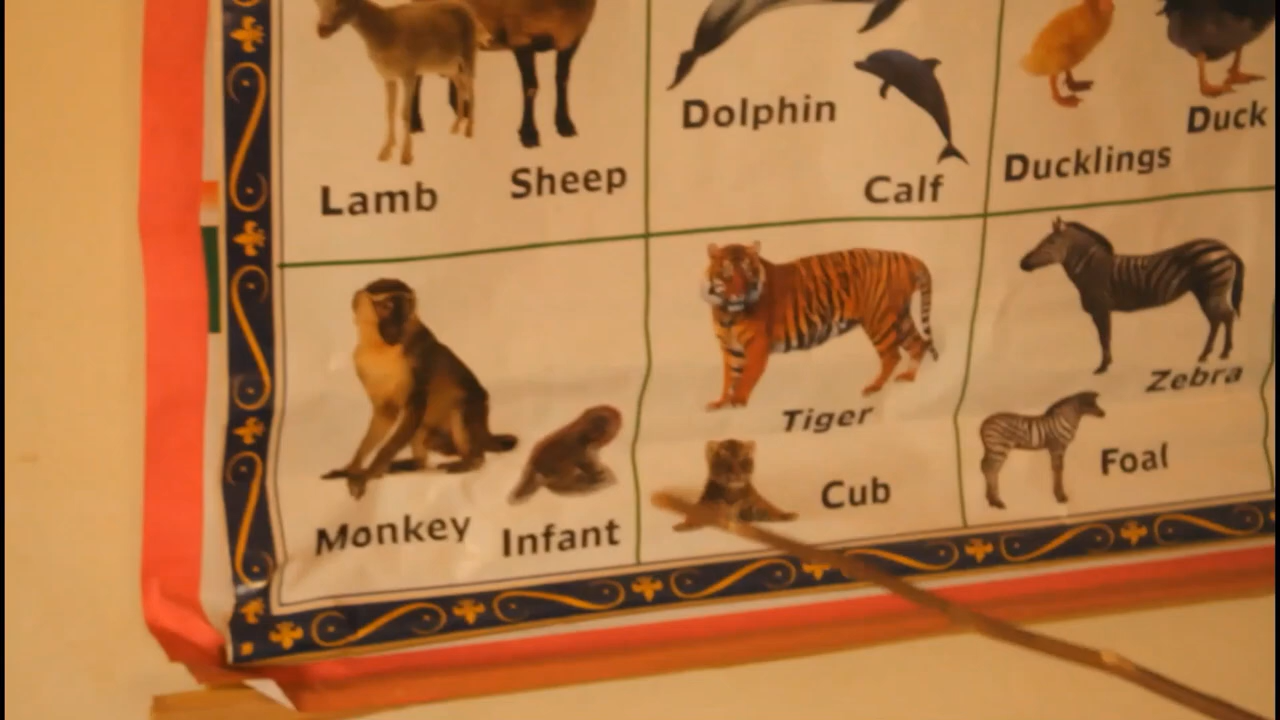 Lamb
Sheep
Dolphin
Calf
Ducklings
Duck
Monkey
Infant
Tiger
Cub
Zebra
Foal